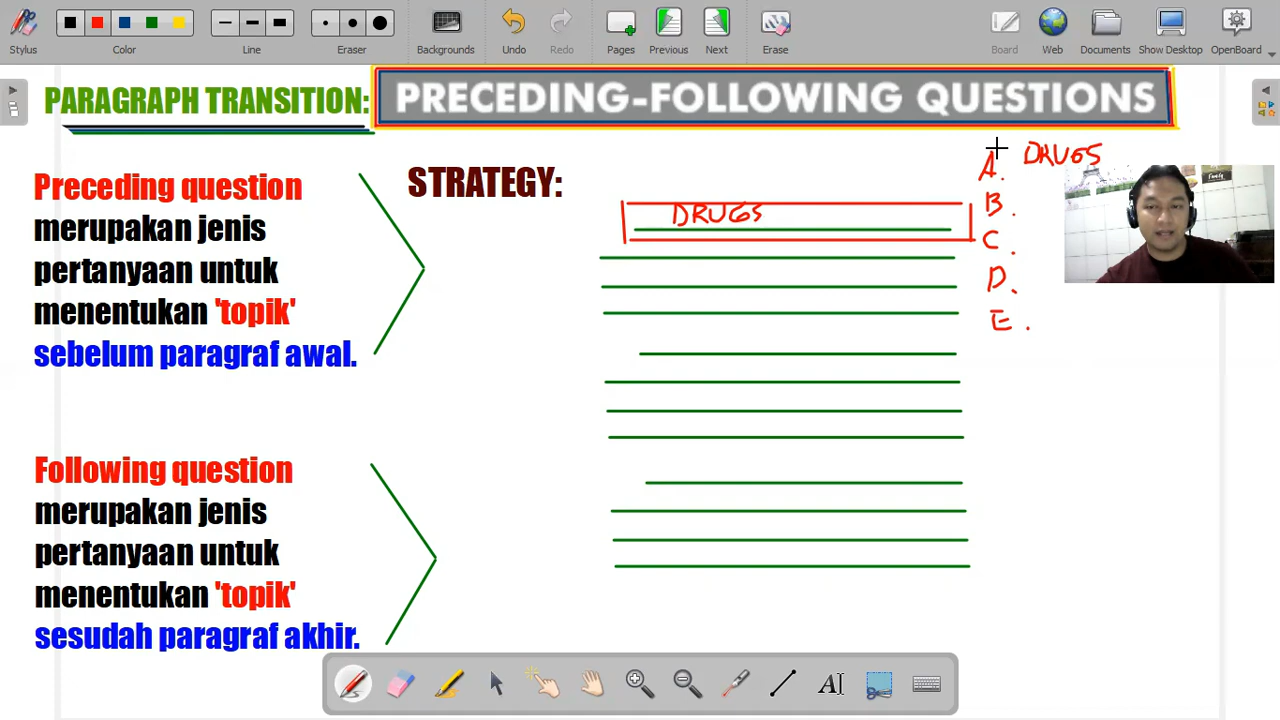 Stylus
Color
Line
Eraser
Backgrounds
Undo
Redo
Pages
Previous
Next
Erase
Board
Web
Documents
Show Desktop
OpenBoard
PARAGRAPH TRANSITION: PRECEDING-FOLLOWING QUESTIONS
Preceding question
merupakan jenis
pertanyaan untuk
menentukan 'topik'
sebelum paragraf awal.
STRATEGY:
DRUGS
A. DRUGS
B.
C.
D.
E.
Following question
merupakan jenis
pertanyaan untuk
menentukan 'topik'
sesudah paragraf akhir.
AI